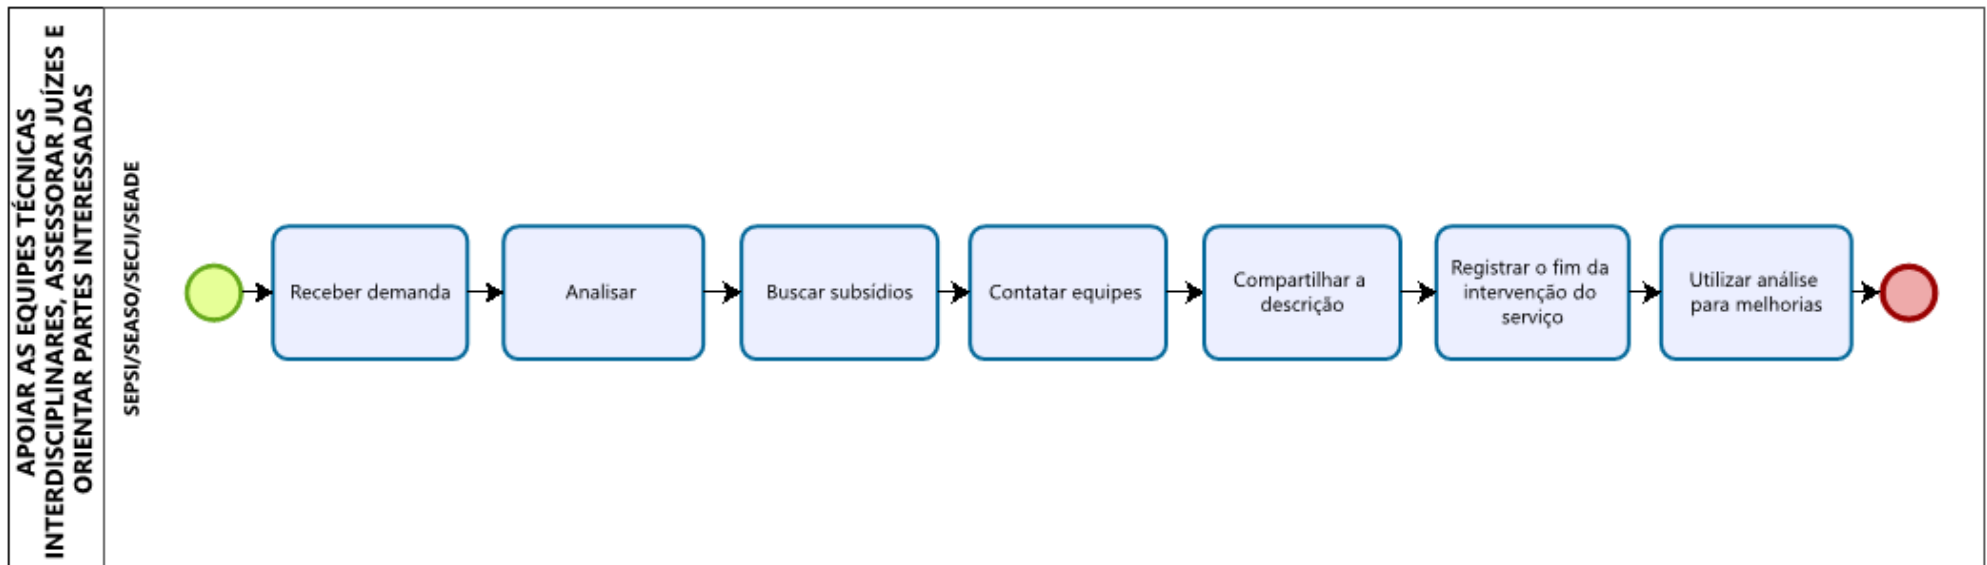 APOIAR AS EQUIPES TÉCNICAS
INTERDISCIPLINARES, ASSESSORAR JUÍZES E
ORIENTAR PARTES INTERESSADAS
SEPSI/SEASO/SECJI/SEADE
Receber demanda
Analisar
Buscar subsídios
Contatar equipes
Compartilhar a
descrição
Registrar o fim da
intervenção do
serviço
Utilizar análise
para melhorias